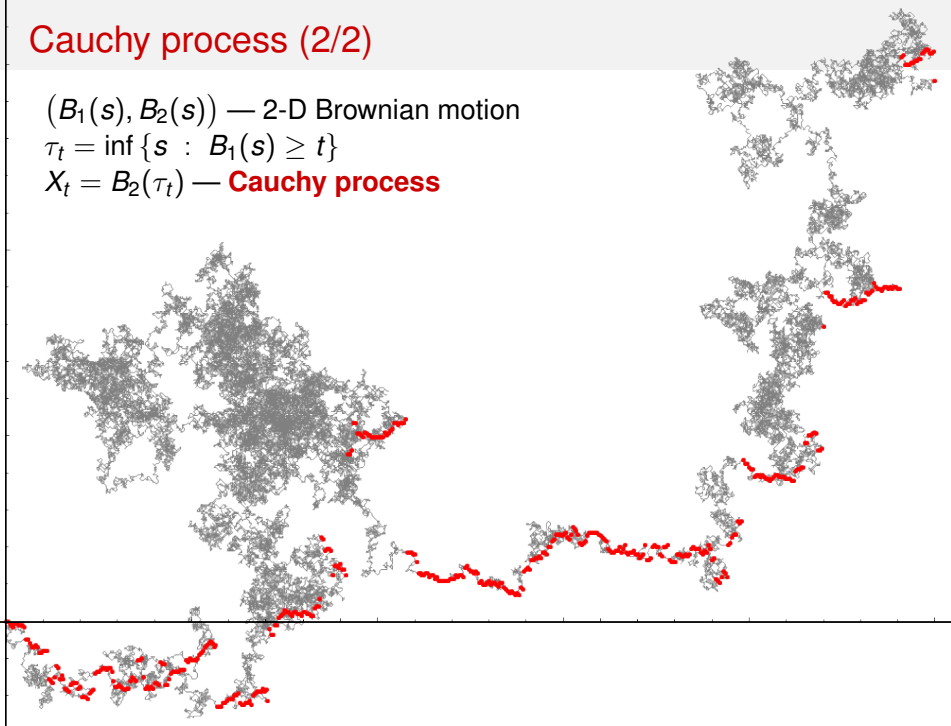 Cauchy process (2/2)
(B₁(s), B₂(s)) — 2-D Brownian motion
τₜ = inf {s : B₁(s) ≥ t}
Xₜ = B₂(τₜ) — Cauchy process